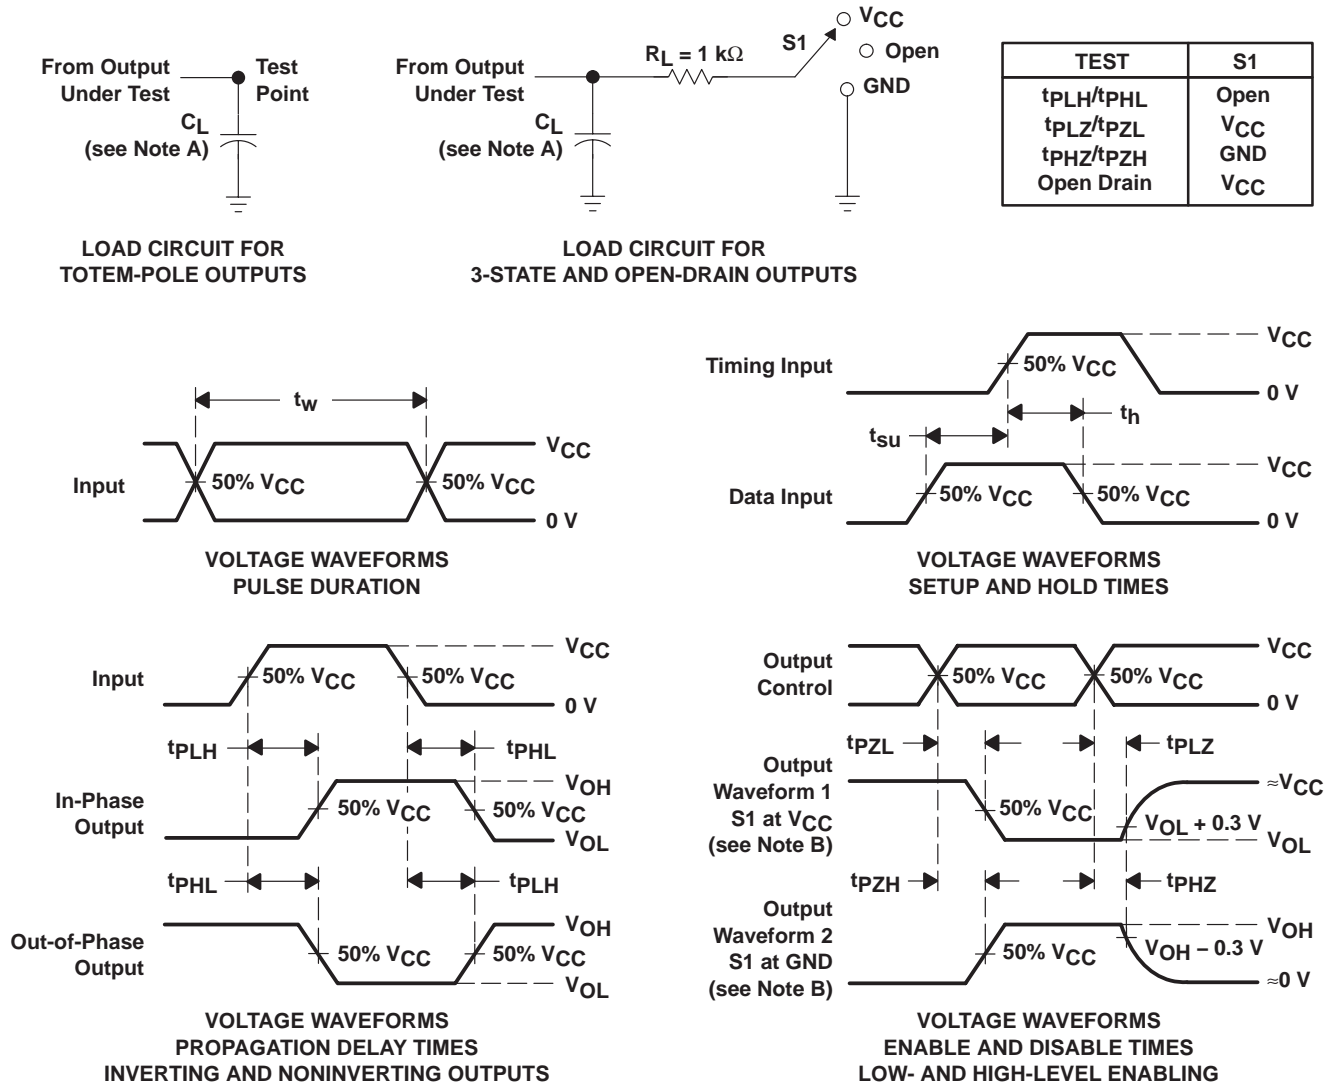 From Output
Under Test
Test
Point
CL
(see Note A)
LOAD CIRCUIT FOR
TOTEM-POLE OUTPUTS
From Output
Under Test
RL = 1 kΩ
S1
VCC
Open
GND
CL
(see Note A)
LOAD CIRCUIT FOR
3-STATE AND OPEN-DRAIN OUTPUTS
TEST S1
tPLH/tPHL Open
tPLZ/tPZL VCC
tPHZ/tPZH GND
Open Drain VCC
tw
Input
50% VCC
50% VCC
VCC
0 V
VOLTAGE WAVEFORMS
PULSE DURATION
Timing Input
50% VCC
VCC
0 V
tsu
th
Data Input
50% VCC
50% VCC
VCC
0 V
VOLTAGE WAVEFORMS
SETUP AND HOLD TIMES
Input
50% VCC
50% VCC
VCC
0 V
tPLH
tPHL
In-Phase
Output
50% VCC
50% VCC
VOH
VOL
tPHL
tPLH
Out-of-Phase
Output
50% VCC
50% VCC
VOH
VOL
VOLTAGE WAVEFORMS
PROPAGATION DELAY TIMES
INVERTING AND NONINVERTING OUTPUTS
Output
Control
50% VCC
50% VCC
VCC
0 V
tPZL
tPLZ
Output
Waveform 1
S1 at VCC
(see Note B)
50% VCC
VOL + 0.3 V
≈VCC
VOL
tPZH
tPHZ
Output
Waveform 2
S1 at GND
(see Note B)
50% VCC
VOH − 0.3 V
VOH
≈0 V
VOLTAGE WAVEFORMS
ENABLE AND DISABLE TIMES
LOW- AND HIGH-LEVEL ENABLING